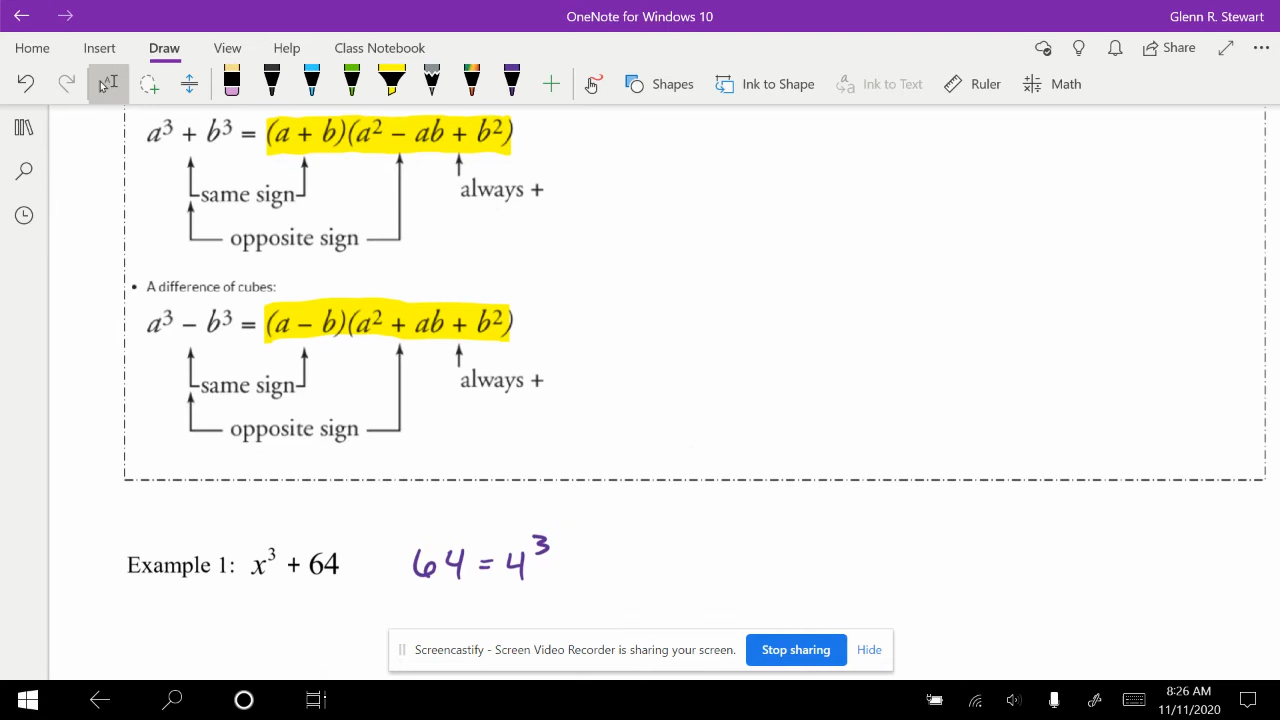 OneNote for Windows 10
Glenn R. Stewart
Home Insert Draw View Help Class Notebook Share
Shapes Ink to Shape Ink to Text Ruler Math
a³ + b³ = (a + b)(a² − ab + b²)
same sign always +
opposite sign
• A difference of cubes:
a³ − b³ = (a − b)(a² + ab + b²)
same sign always +
opposite sign
Example 1: x³ + 64 64 = 4³
Screencastify - Screen Video Recorder is sharing your screen. Stop sharing Hide
8:26 AM
11/11/2020